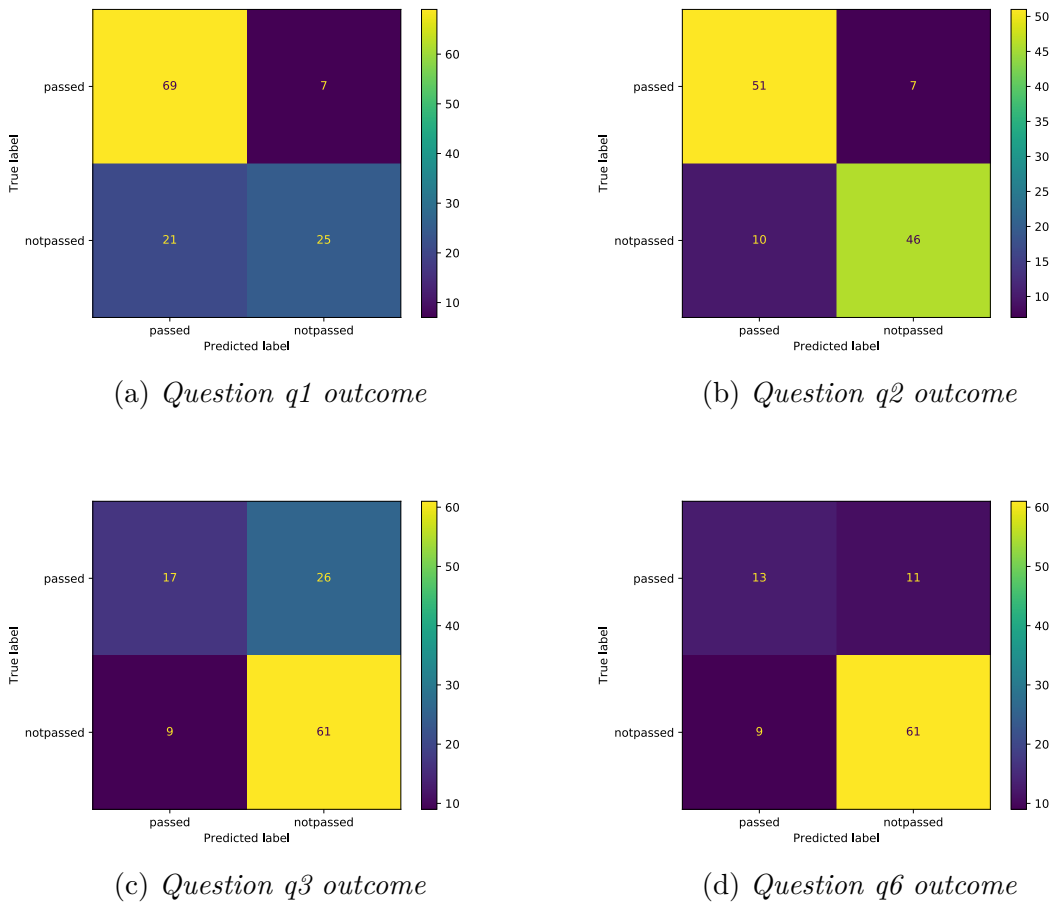 passed
69
7
True label
notpassed
21
25
passed
notpassed
Predicted label
60
50
40
30
20
10
(a) Question q1 outcome
passed
51
7
True label
notpassed
10
46
passed
notpassed
Predicted label
50
45
40
35
30
25
20
15
10
(b) Question q2 outcome
passed
17
26
True label
notpassed
9
61
passed
notpassed
Predicted label
60
50
40
30
20
10
(c) Question q3 outcome
passed
13
11
True label
notpassed
9
61
passed
notpassed
Predicted label
60
50
40
30
20
10
(d) Question q6 outcome